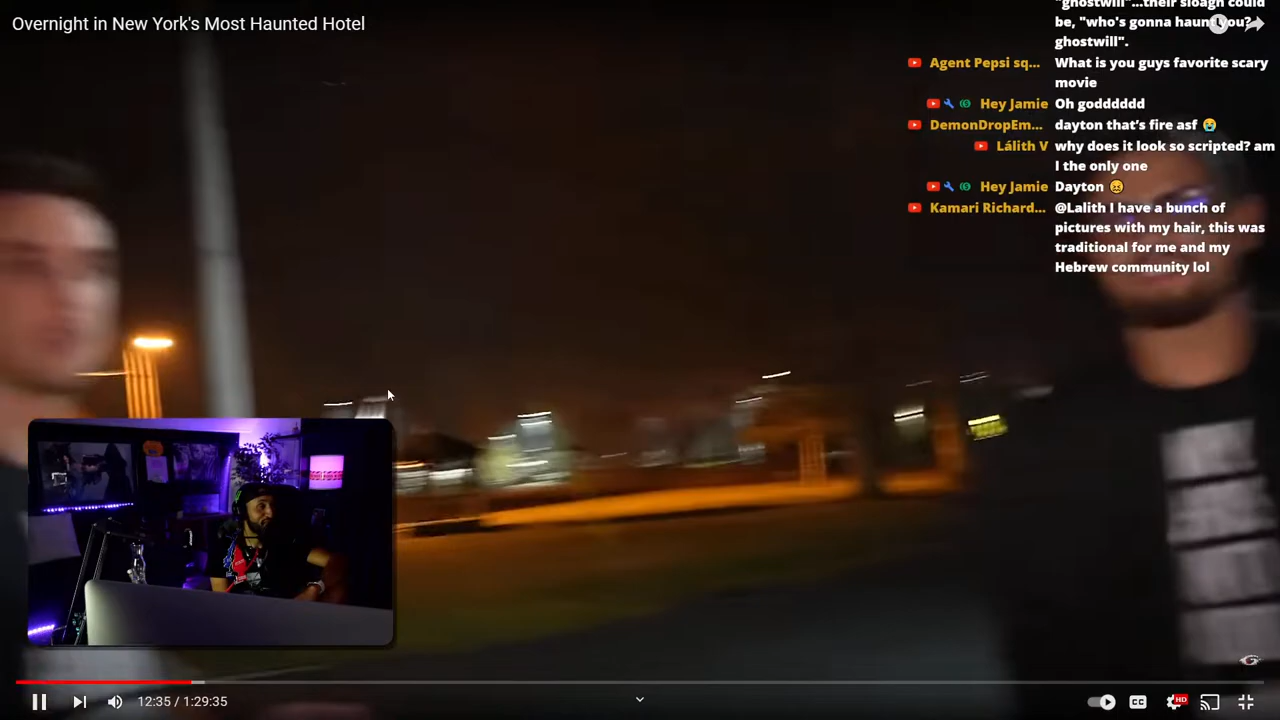 Overnight in New York's Most Haunted Hotel
"ghostwill"...their sloagh could
be, "who's gonna haunt you?
ghostwill".
Agent Pepsi sq... What is you guys favorite scary
movie
Hey Jamie Oh godddddd
DemonDropEm... dayton that's fire asf 😭
Lálith V why does it look so scripted? am
I the only one
Hey Jamie Dayton 😖
Kamari Richard... @Lalith I have a bunch of
pictures with my hair, this was
traditional for me and my
Hebrew community lol
12:35 / 1:29:35
CC
HD